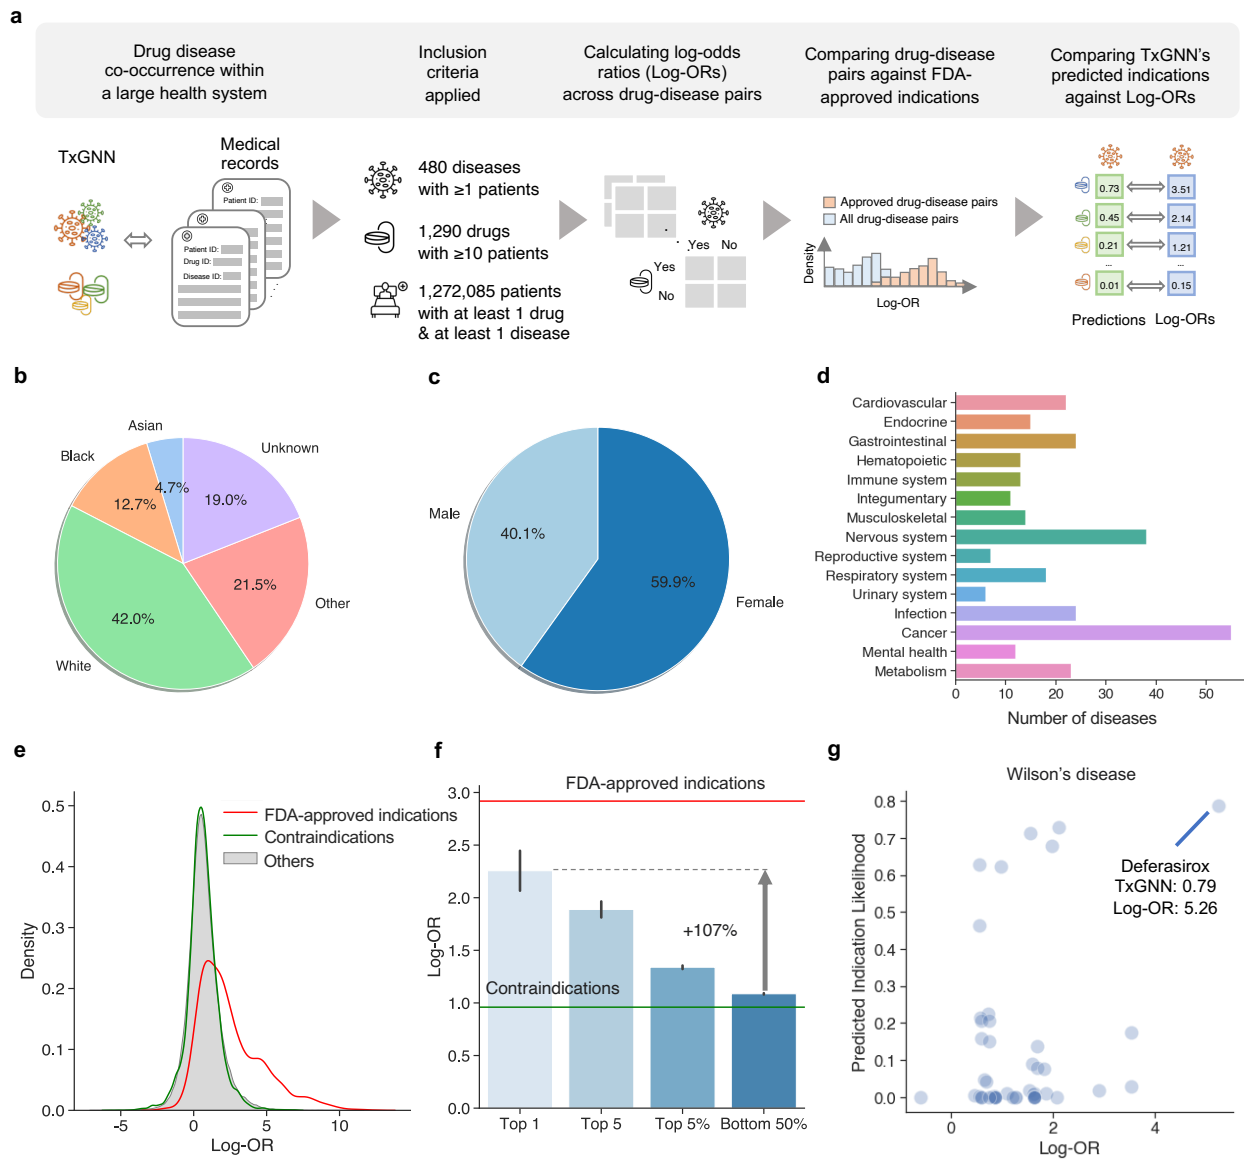 a
Drug disease
co-occurrence within
a large health system
Inclusion
criteria
applied
Calculating log-odds
ratios (Log-ORs)
across drug-disease pairs
Comparing drug-disease
pairs against FDA-
approved indications
Comparing TxGNN's
predicted indications
against Log-ORs
TxGNN
Medical
records
Patient ID:
Patient ID:
Drug ID:
Disease ID:
480 diseases
with ≥1 patients
1,290 drugs
with ≥10 patients
1,272,085 patients
with at least 1 drug
& at least 1 disease
Yes No
Yes
No
Approved drug-disease pairs
All drug-disease pairs
Density
Log-OR
0.73 3.51
0.45 2.14
0.21 1.21
... ...
0.01 0.15
Predictions Log-ORs
b
Asian
Black
Unknown
4.7%
12.7%
19.0%
21.5%
Other
42.0%
White
c
Male
40.1%
59.9%
Female
d
Cardiovascular
Endocrine
Gastrointestinal
Hematopoietic
Immune system
Integumentary
Musculoskeletal
Nervous system
Reproductive system
Respiratory system
Urinary system
Infection
Cancer
Mental health
Metabolism
0 10 20 30 40 50
Number of diseases
e
0.5
0.4
0.3
0.2
0.1
0.0
Density
FDA-approved indications
Contraindications
Others
-5 0 5 10
Log-OR
f
FDA-approved indications
3.0
2.5
2.0
1.5
1.0
0.5
0.0
Log-OR
+107%
Contraindications
Top 1 Top 5 Top 5% Bottom 50%
g
Wilson's disease
0.8
0.7
0.6
0.5
0.4
0.3
0.2
0.1
0.0
Predicted Indication Likelihood
Deferasirox
TxGNN: 0.79
Log-OR: 5.26
0 2 4
Log-OR